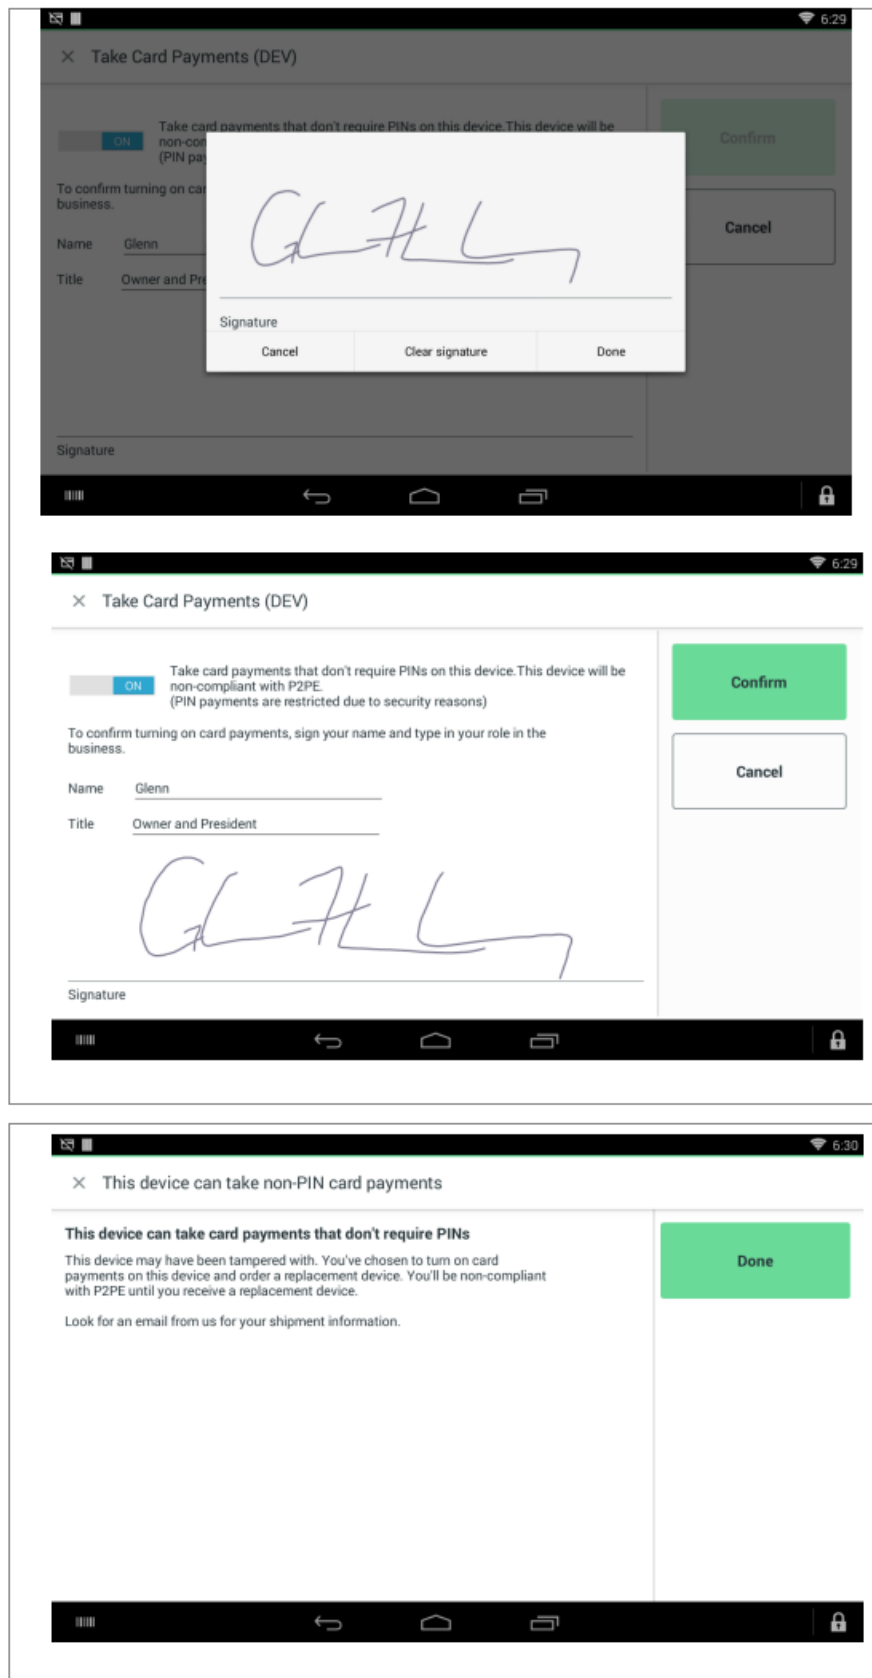 6:29
Take Card Payments (DEV)
Take card payments that don't require PINs on this device.This device will be
ON
non-com
(PIN pay
Confirm
To confirm turning on car
business.
Cancel
Name Glenn
Title Owner and Pre
Signature
Cancel Clear signature Done
Signature
6:29
Take Card Payments (DEV)
Take card payments that don't require PINs on this device.This device will be
ON non-compliant with P2PE.
(PIN payments are restricted due to security reasons)
Confirm
To confirm turning on card payments, sign your name and type in your role in the
business.
Cancel
Name Glenn
Title Owner and President
Signature
6:30
This device can take non-PIN card payments
This device can take card payments that don't require PINs
This device may have been tampered with. You've chosen to turn on card
payments on this device and order a replacement device. You'll be non-compliant
with P2PE until you receive a replacement device.
Done
Look for an email from us for your shipment information.